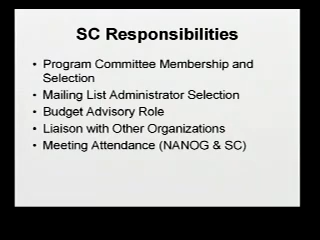 SC Responsibilities
• Program Committee Membership and
Selection
• Mailing List Administrator Selection
• Budget Advisory Role
• Liaison with Other Organizations
• Meeting Attendance (NANOG & SC)